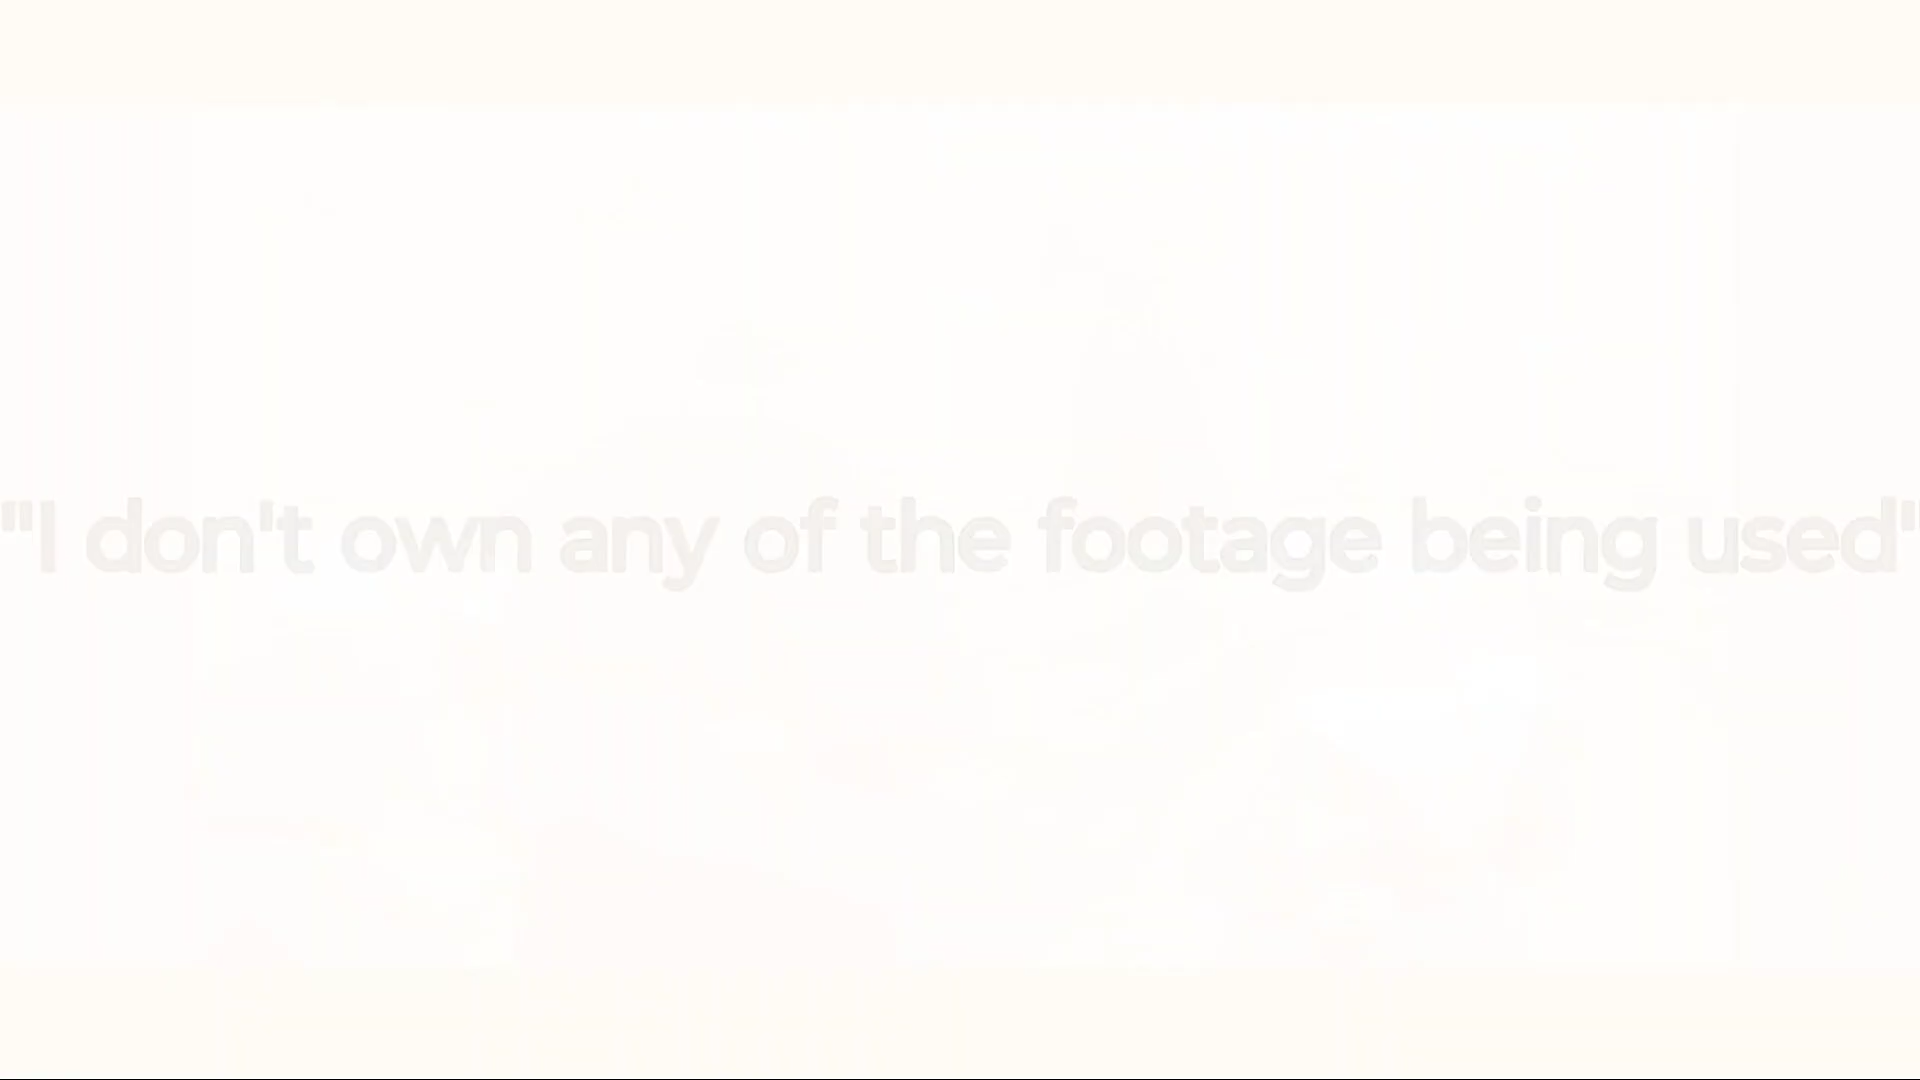 "I don't own any of the footage being used"